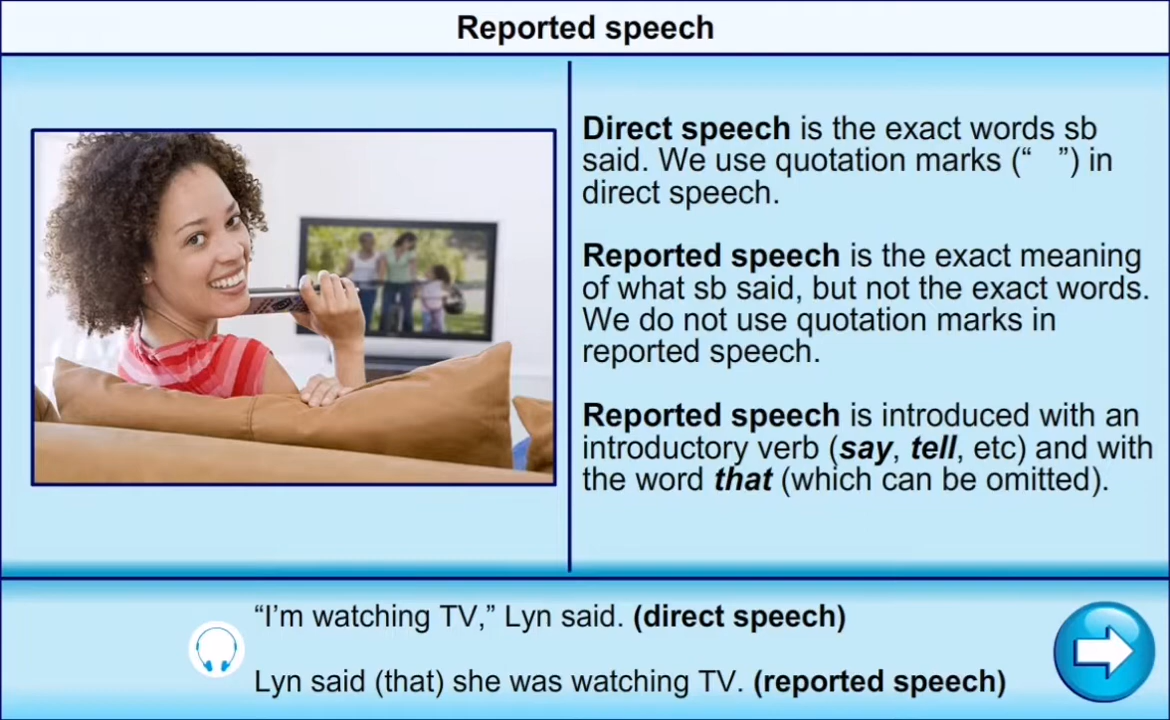 Reported speech
Direct speech is the exact words sb
said. We use quotation marks (“   ”) in
direct speech.
Reported speech is the exact meaning
of what sb said, but not the exact words.
We do not use quotation marks in
reported speech.
Reported speech is introduced with an
introductory verb (say, tell, etc) and with
the word that (which can be omitted).
“I’m watching TV,” Lyn said. (direct speech)
Lyn said (that) she was watching TV. (reported speech)